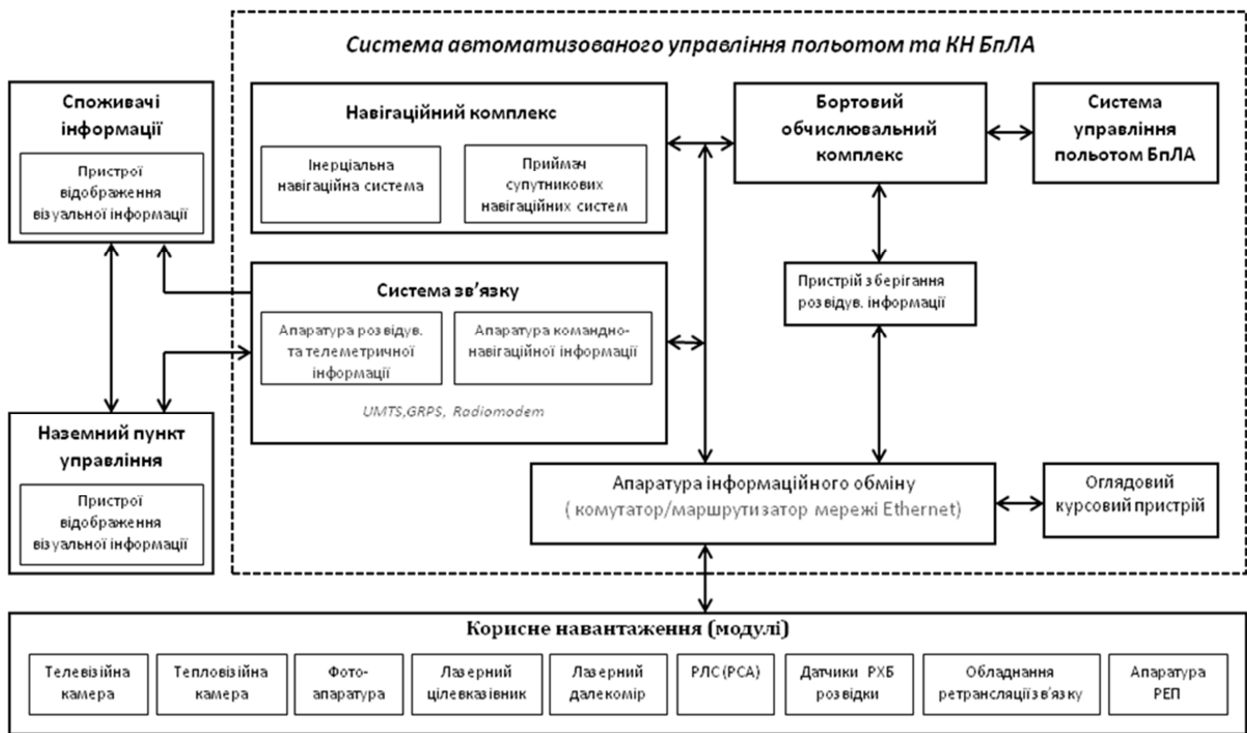 Система автоматизованого управління польотом та КН БпЛА
Споживачі
інформації
Пристрої
відображення
візуальної інформації
Навігаційний комплекс
Інерціальна
навігаційна система
Приймач
супутникових
навігаційних систем
Бортовий
обчислювальний
комплекс
Система
управління
польотом БпЛА
Система зв’язку
Апаратура розвідув.
та телеметричної
інформації
Апаратура командно-
навігаційної інформації
UMTS,GRPS, Radiomodem
Пристрій зберігання
розвідув. інформації
Наземний пункт
управління
Пристрої
відображення
візуальної інформації
Апаратура інформаційного обміну
( комутатор/маршрутизатор мережі Ethernet)
Оглядовий
курсовий пристрій
Корисне навантаження (модулі)
Телевізійна
камера
Тепловізійна
камера
Фото-
апаратура
Лазерний
цілевказівник
Лазерний
далекомір
РЛС (РСА)
Датчики РХБ
розвідки
Обладнання
ретрансляції зв’язку
Апаратура
РЕП